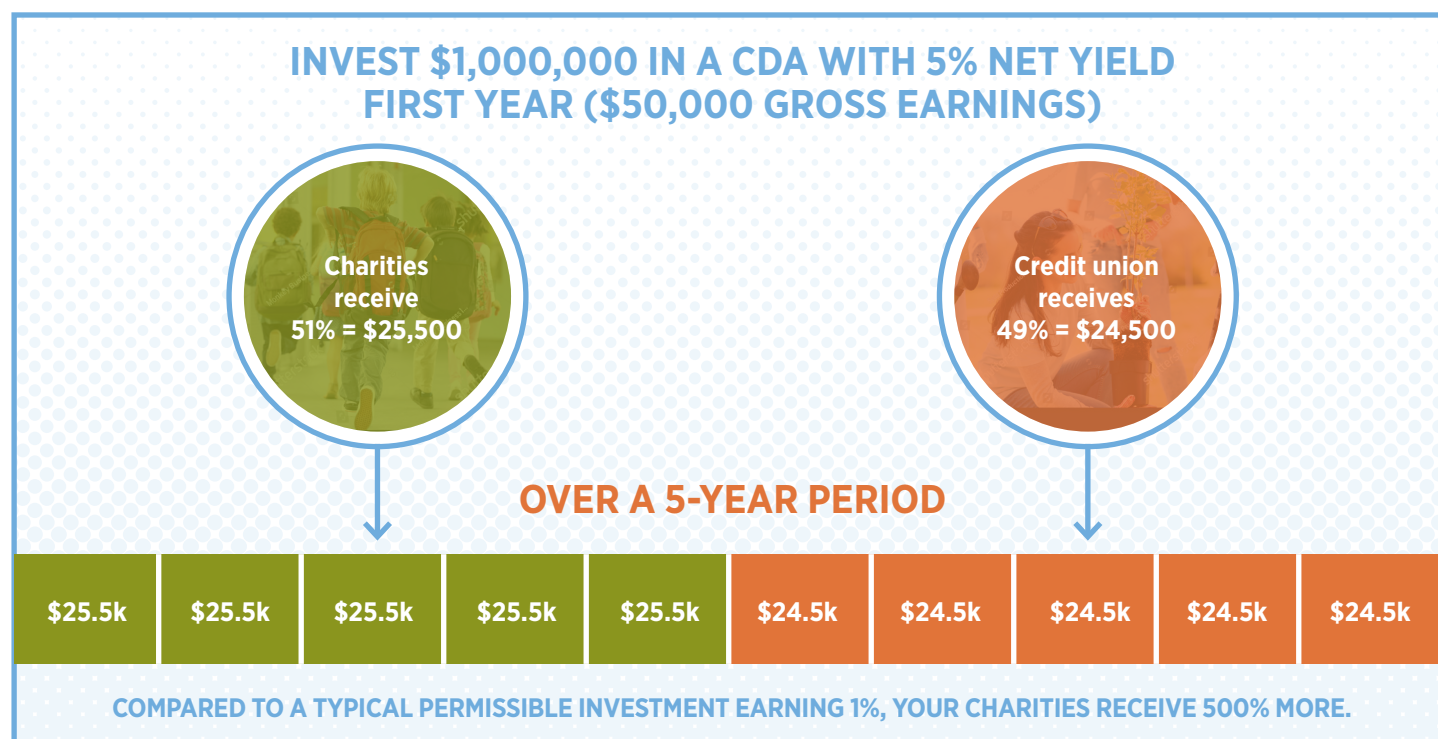 INVEST $1,000,000 IN A CDA WITH 5% NET YIELD
FIRST YEAR ($50,000 GROSS EARNINGS)
Charities
receive
51% = $25,500
Credit union
receives
49% = $24,500
OVER A 5-YEAR PERIOD
$25.5k $25.5k $25.5k $25.5k $25.5k $24.5k $24.5k $24.5k $24.5k $24.5k
COMPARED TO A TYPICAL PERMISSIBLE INVESTMENT EARNING 1%, YOUR CHARITIES RECEIVE 500% MORE.